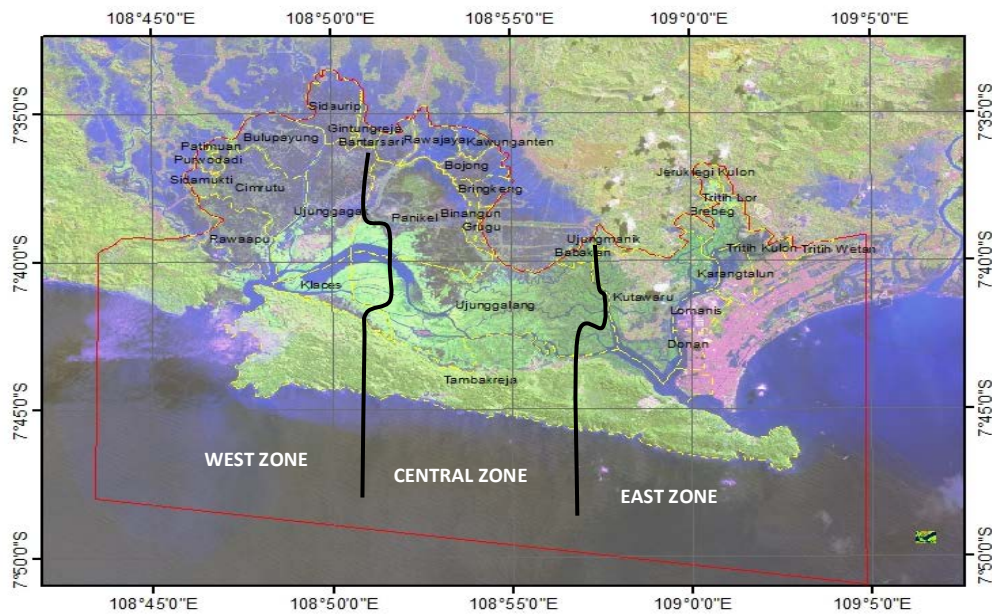 108°45'0"E 108°50'0"E 108°55'0"E 109°0'0"E 109°5'0"E
7°35'0"S 7°35'0"S
7°40'0"S 7°40'0"S
7°45'0"S 7°45'0"S
7°50'0"S 7°50'0"S
Sidaurip
Gintungreja
Bulupayung
Bantarsari
Rawajaya
Kawunganten
Patimuan
Purwodadi
Bojong
Sidamukti
Cimrutu
Bringkeng
Jeruklegi Kulon
Tritih Lor
Brebeg
Ujunggagak
Panikel
Binangun
Grugu
Rawaapu
Ujungmanik
Babakan
Tritih Kulon
Tritih Wetan
Karangtalun
Klapes
Ujunggalang
Kutawaru
Lomanis
Donan
Tambakreja
WEST ZONE
CENTRAL ZONE
EAST ZONE
108°45'0"E 108°50'0"E 108°55'0"E 109°0'0"E 109°5'0"E